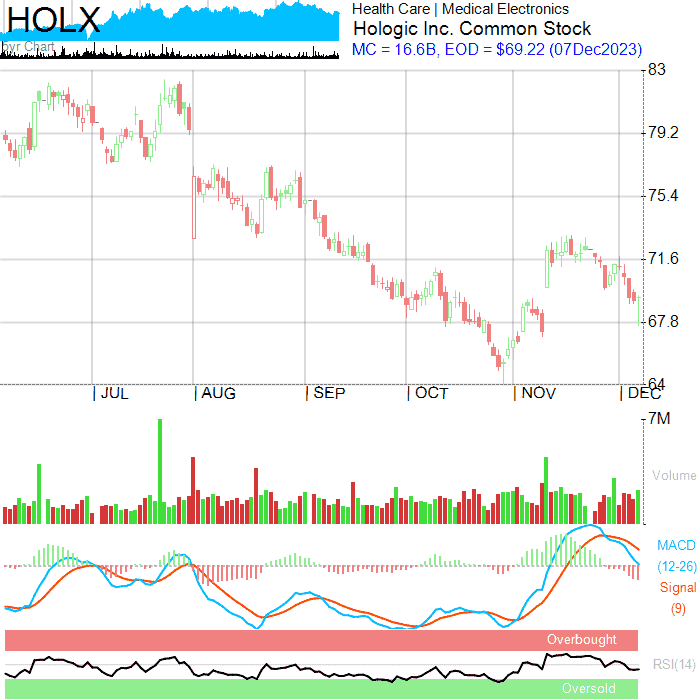 HOLX
Health Care | Medical Electronics
Hologic Inc. Common Stock
MC = 16.6B, EOD = $69.22 (07Dec2023)
Chart
83
79.2
75.4
71.6
67.8
64
JUL AUG SEP OCT NOV DEC
7M
Volume
MACD
(12-26)
Signal
(9)
Overbought
RSI(14)
Oversold